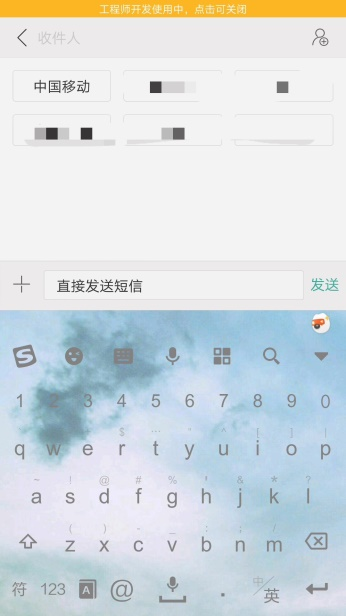 工程师开发使用中，点击可关闭
收件人
中国移动
直接发送短信
发送
1 2 3 4 5 6 7 8 9 0
q w e r t y u i o p
~ ! @ # % ' & * ?
a s d f g h j k l
( ) - _ : ; /
z x c v b n m
符 123 @ . 中/英